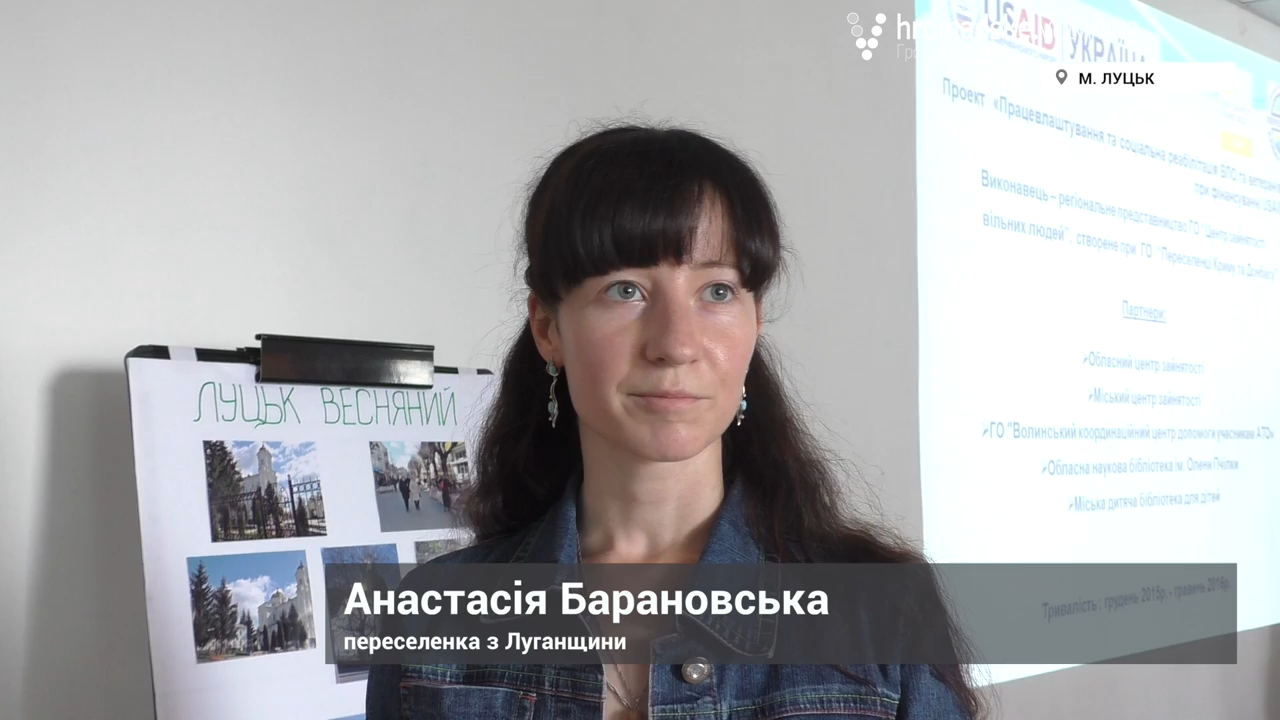 USAID
УКРАЇНА
М. ЛУЦЬК
Проект «Працевлаштування та соціальна реабілітація ВПО та
при фінансуванні
Виконавець – регіональне представництво ГО "Центр зайнятості
вільних людей", створене при ГО "Переселенці Криму та Донбасу"
Партнери:
Обласний центр зайнятості
Міський центр зайнятості
ГО "Волинський координаційний центр допомоги учасникам АТО"
Обласна наукова бібліотека ім. Олени Пчілки
Міська дитяча бібліотека для дітей
Тривалість: грудень 2015р. - травень 2016р.
ЛУЦЬК ВЕСНЯНИЙ
Анастасія Барановська
переселенка з Луганщини